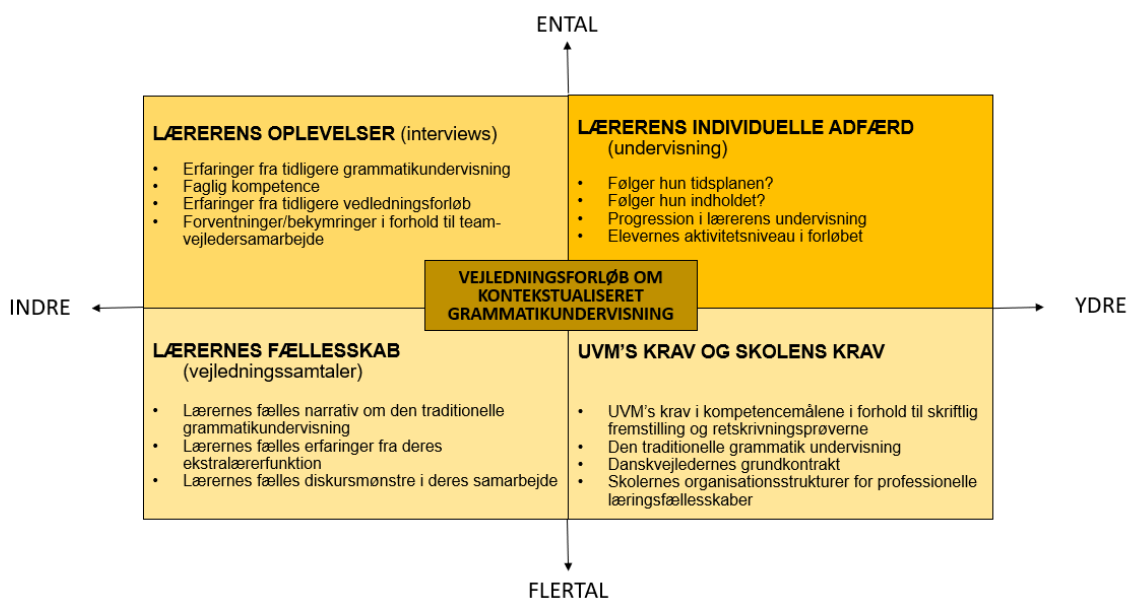 ENTAL
LÆRERENS OPLEVELSER (interviews)
• Erfaringer fra tidligere grammatikundervisning
• Faglig kompetence
• Erfaringer fra tidligere vedledningsforløb
• Forventninger/bekymringer i forhold til team-
vejledersamarbejde
LÆRERENS INDIVIDUELLE ADFÆRD
(undervisning)
• Følger hun tidsplanen?
• Følger hun indholdet?
• Progression i lærerens undervisning
• Elevernes aktivitetsniveau i forløbet
INDRE
VEJLEDNINGSFORLØB OM
KONTEKSTUALISERET
GRAMMATIKUNDERVISNING
YDRE
LÆRERNES FÆLLESSKAB
(vejledningssamtaler)
• Lærernes fælles narrativ om den traditionelle
grammatikundervisning
• Lærernes fælles erfaringer fra deres
ekstralærerfunktion
• Lærernes fælles diskursmønstre i deres samarbejde
UVM'S KRAV OG SKOLENS KRAV
• UVM's krav i kompetencemålene i forhold til skriftlig
fremstilling og retskrivningsprøverne
• Den traditionelle grammatik undervisning
• Danskvejledernes grundkontrakt
• Skolernes organisationsstrukturer for professionelle
læringsfællesskaber
FLERTAL